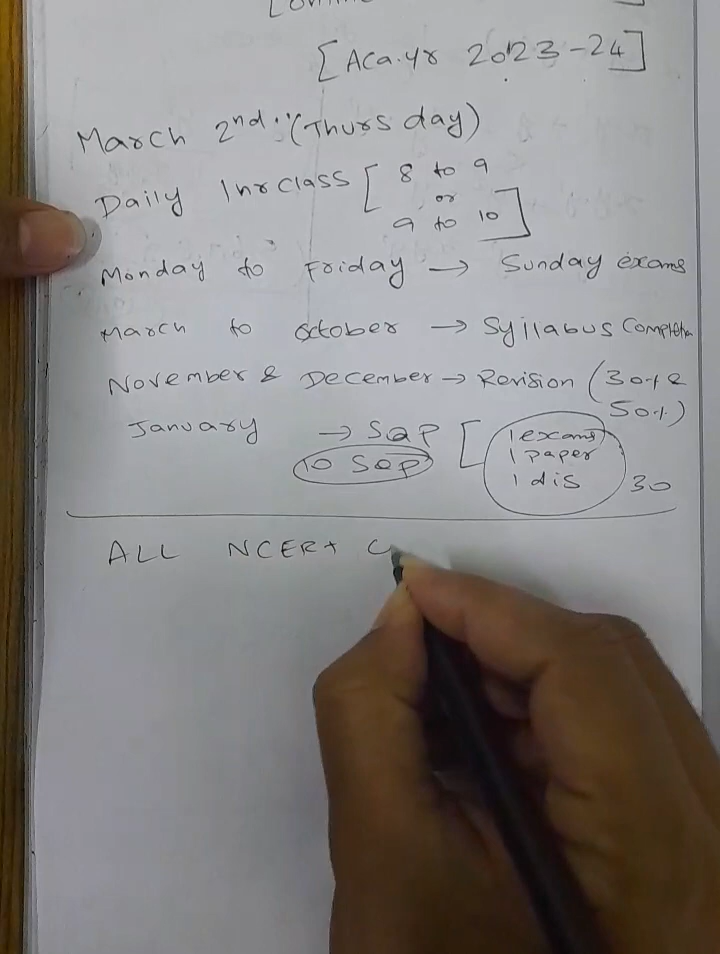 [Aca.yr 2023-24]
March 2nd: (Thursday)
Daily 1hr class [8 to 9
or
9 to 10]
Monday to Friday → Sunday exams
March to october → Syllabus
November & December → Revision (30% &
50%)
January → SQP [1 exams
10 SQP
1 paper
1 dis 30
ALL NCERT